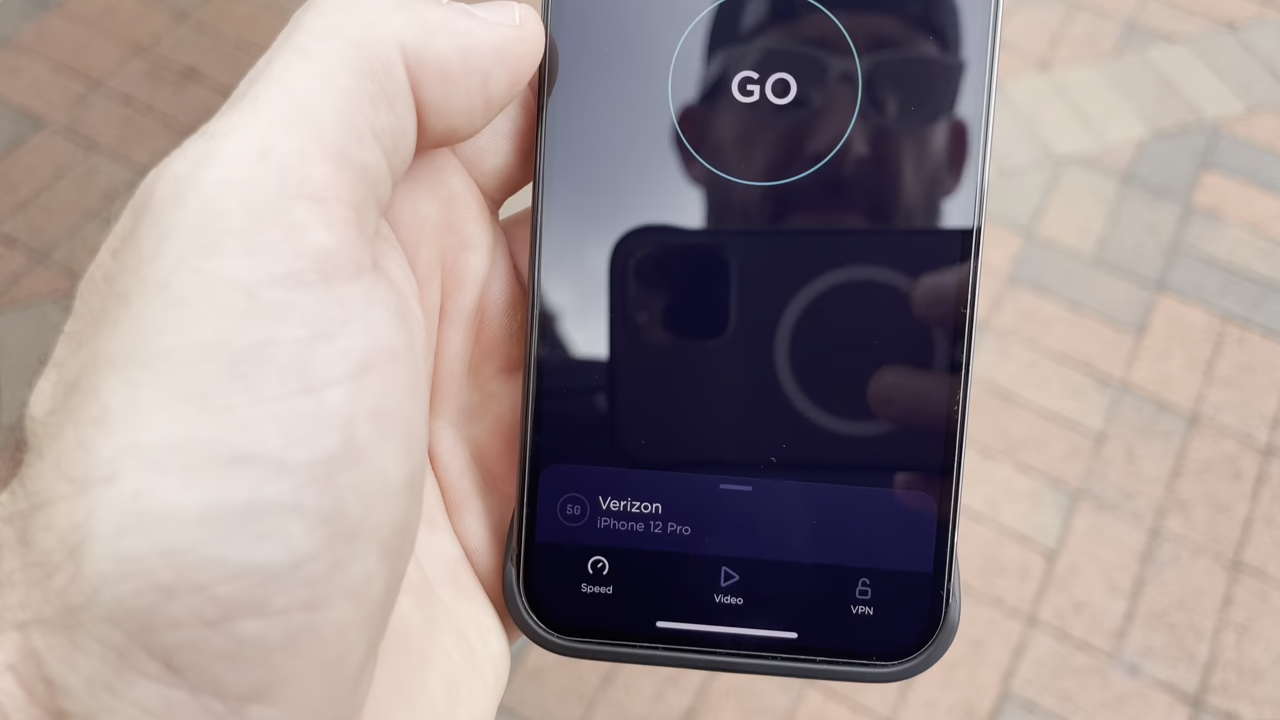 GO
5G
Verizon
iPhone 12 Pro
Speed
Video
VPN